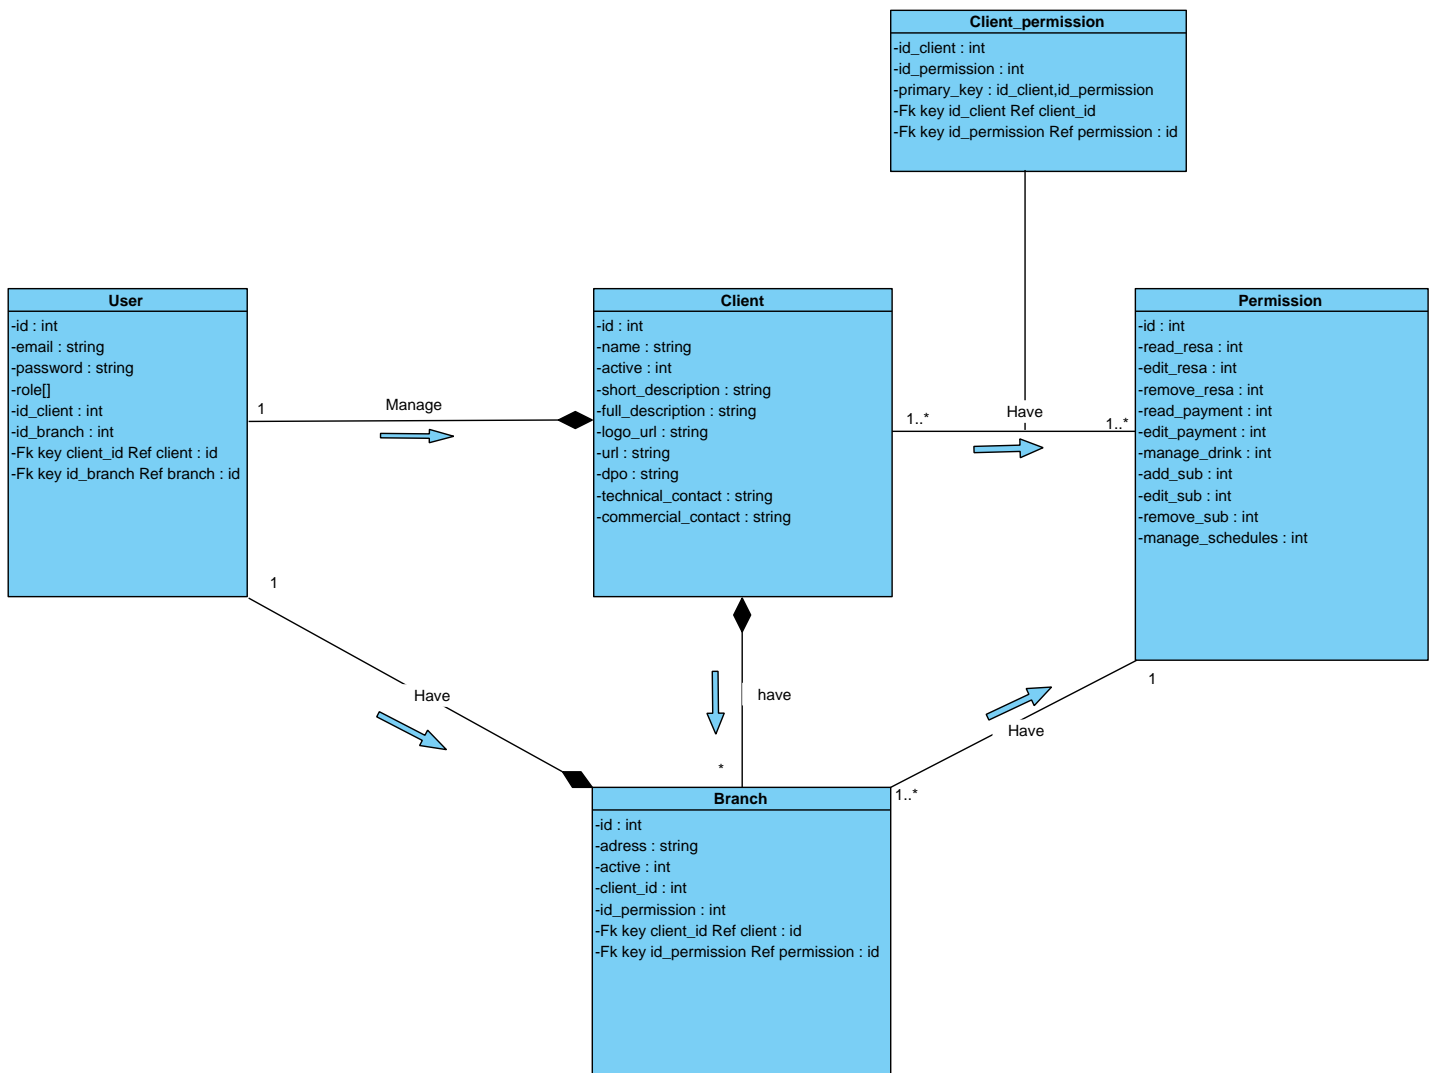 Client_permission
-id_client : int
-id_permission : int
-primary_key : id_client,id_permission
-Fk key id_client Ref client_id
-Fk key id_permission Ref permission : id
User
-id : int
-email : string
-password : string
-role[]
-id_client : int
-id_branch : int
-Fk key client_id Ref client : id
-Fk key id_branch Ref branch : id
1
Manage
Client
-id : int
-name : string
-active : int
-short_description : string
-full_description : string
-logo_url : string
-url : string
-dpo : string
-technical_contact : string
-commercial_contact : string
1..*
Have
1..*
Permission
-id : int
-read_resa : int
-edit_resa : int
-remove_resa : int
-read_payment : int
-edit_payment : int
-manage_drink : int
-add_sub : int
-edit_sub : int
-remove_sub : int
-manage_schedules : int
1
Have
have
*
1
Have
1..*
Branch
-id : int
-adress : string
-active : int
-client_id : int
-id_permission : int
-Fk key client_id Ref client : id
-Fk key id_permission Ref permission : id